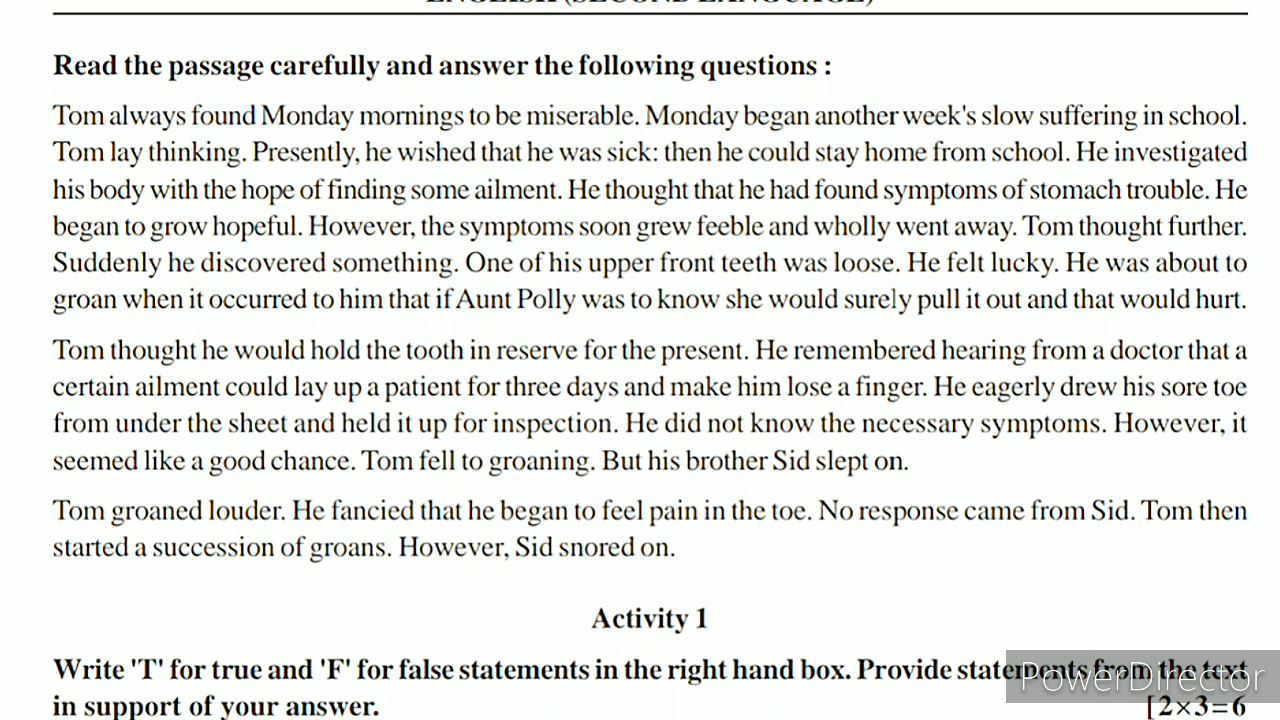 ENGLISH (SECOND LANGUAGE)
Read the passage carefully and answer the following questions :
Tom always found Monday mornings to be miserable. Monday began another week's slow suffering in school.
Tom lay thinking. Presently, he wished that he was sick: then he could stay home from school. He investigated
his body with the hope of finding some ailment. He thought that he had found symptoms of stomach trouble. He
began to grow hopeful. However, the symptoms soon grew feeble and wholly went away. Tom thought further.
Suddenly he discovered something. One of his upper front teeth was loose. He felt lucky. He was about to
groan when it occurred to him that if Aunt Polly was to know she would surely pull it out and that would hurt.
Tom thought he would hold the tooth in reserve for the present. He remembered hearing from a doctor that a
certain ailment could lay up a patient for three days and make him lose a finger. He eagerly drew his sore toe
from under the sheet and held it up for inspection. He did not know the necessary symptoms. However, it
seemed like a good chance. Tom fell to groaning. But his brother Sid slept on.
Tom groaned louder. He fancied that he began to feel pain in the toe. No response came from Sid. Tom then
started a succession of groans. However, Sid snored on.
Activity 1
Write 'T' for true and 'F' for false statements in the right hand box. Provide statements from the text
in support of your answer. [2×3=6
PowerDirector